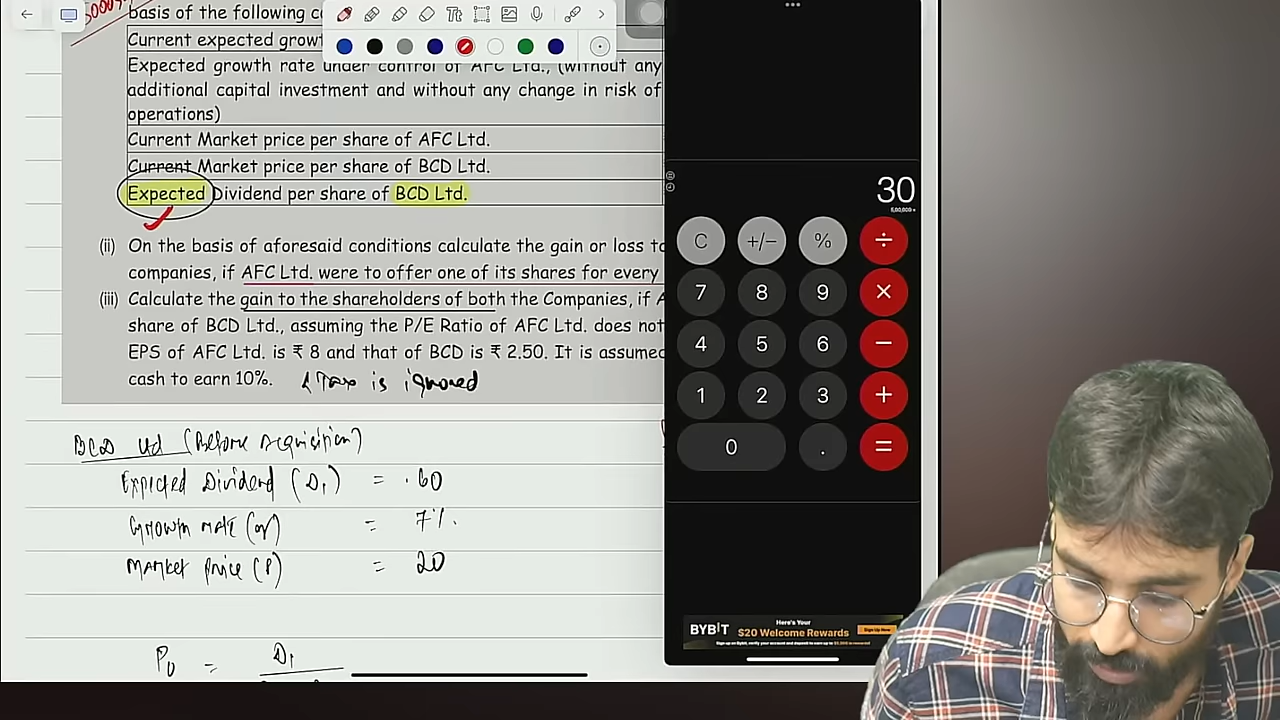 basis of the following
Current expected
Expected growth rate under control of AFC Ltd., (without any
additional capital investment and without any change in risk of
operations)
Current Market price per share of AFC Ltd.
Current Market price per share of BCD Ltd.
Expected Dividend per share of BCD Ltd.
(ii) On the basis of aforesaid conditions calculate the gain or loss
companies, if AFC Ltd. were to offer one of its shares for every
(iii) Calculate the gain to the shareholders of both the Companies, if
share of BCD Ltd., assuming the P/E Ratio of AFC Ltd. does not
EPS of AFC Ltd. is ₹ 8 and that of BCD is ₹ 2.50. It is assumed
cash to earn 10%. & Tax is ignored
BCD Ltd (Before Acquisition)
Expected Dividend (D1) = .60
Growth rate (g) = 7%.
Market price (P) = 20
P0 = D1
30
C +/− % ÷
7 8 9 ×
4 5 6 −
1 2 3 +
0 . =
BYBIT
Here's Your
$20 Welcome Rewards
Sign Up Now